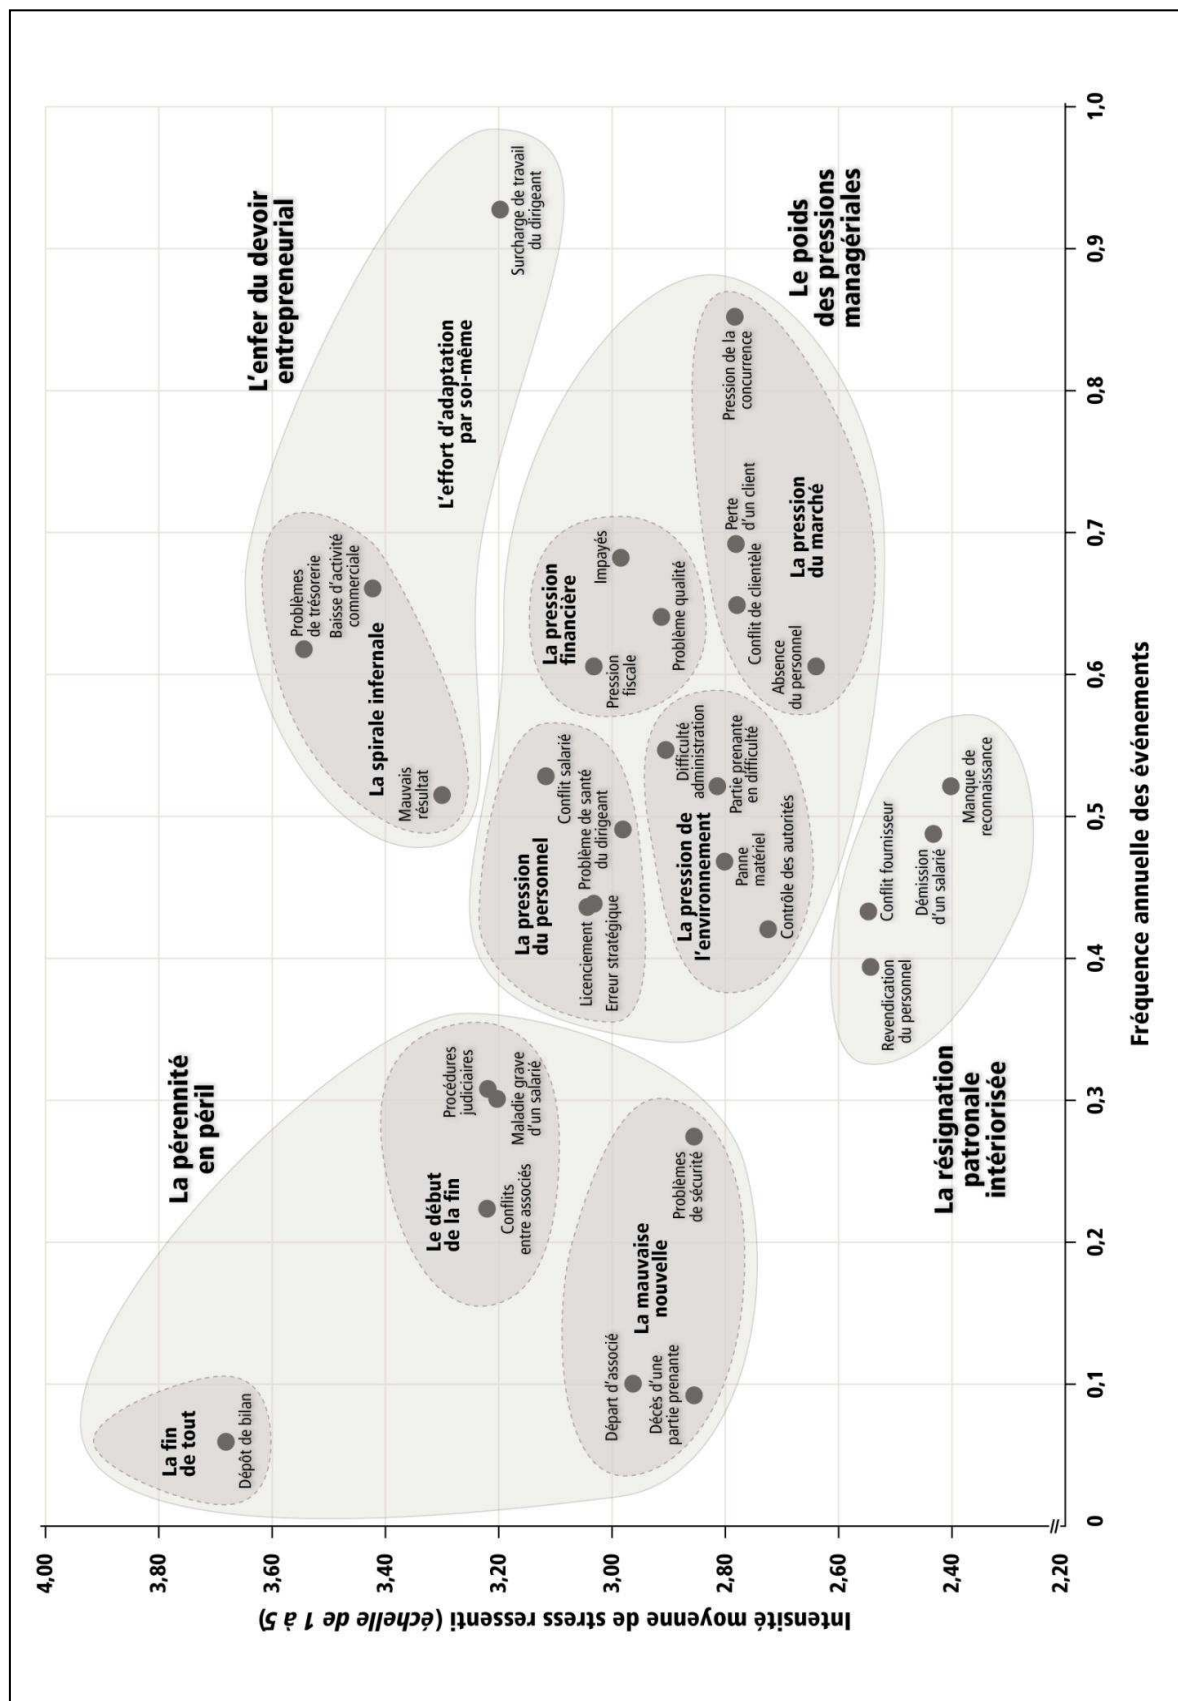 4,00
3,80
3,60
3,40
3,20
3,00
2,80
2,60
2,40
2,20
Intensité moyenne de stress ressenti (échelle de 1 à 5)
La pérennité
en péril
La fin
de tout
Dépôt de bilan
Le début
de la fin
Procédures
judiciaires
Maladie grave
d'un salarié
Conflits
entre associés
La mauvaise
nouvelle
Départ d'associé
Décès d'une
partie prenante
Problèmes
de sécurité
L'enfer du devoir
entrepreneurial
La spirale infernale
Problèmes
de trésorerie
Baisse d'activité
commerciale
Mauvais
résultat
L'effort d'adaptation
par soi-même
Surcharge de travail
du dirigeant
Le poids
des pressions
managériales
La pression
du personnel
Conflit salarié
Problème de santé
du dirigeant
Licenciement
Erreur stratégique
La pression
financière
Impayés
Pression
fiscale
Problème qualité
La pression de
l'environnement
Difficulté
administration
Partie prenante
en difficulté
Panne
matériel
Contrôle des autorités
La pression
du marché
Pression de la
concurrence
Perte
d'un client
Conflit de clientèle
Absence
du personnel
La résignation
patronale
intériorisée
Revendication
du personnel
Conflit fournisseur
Démission
d'un salarié
Manque de
reconnaissance
0
0,1
0,2
0,3
0,4
0,5
0,6
0,7
0,8
0,9
1,0
Fréquence annuelle des événements